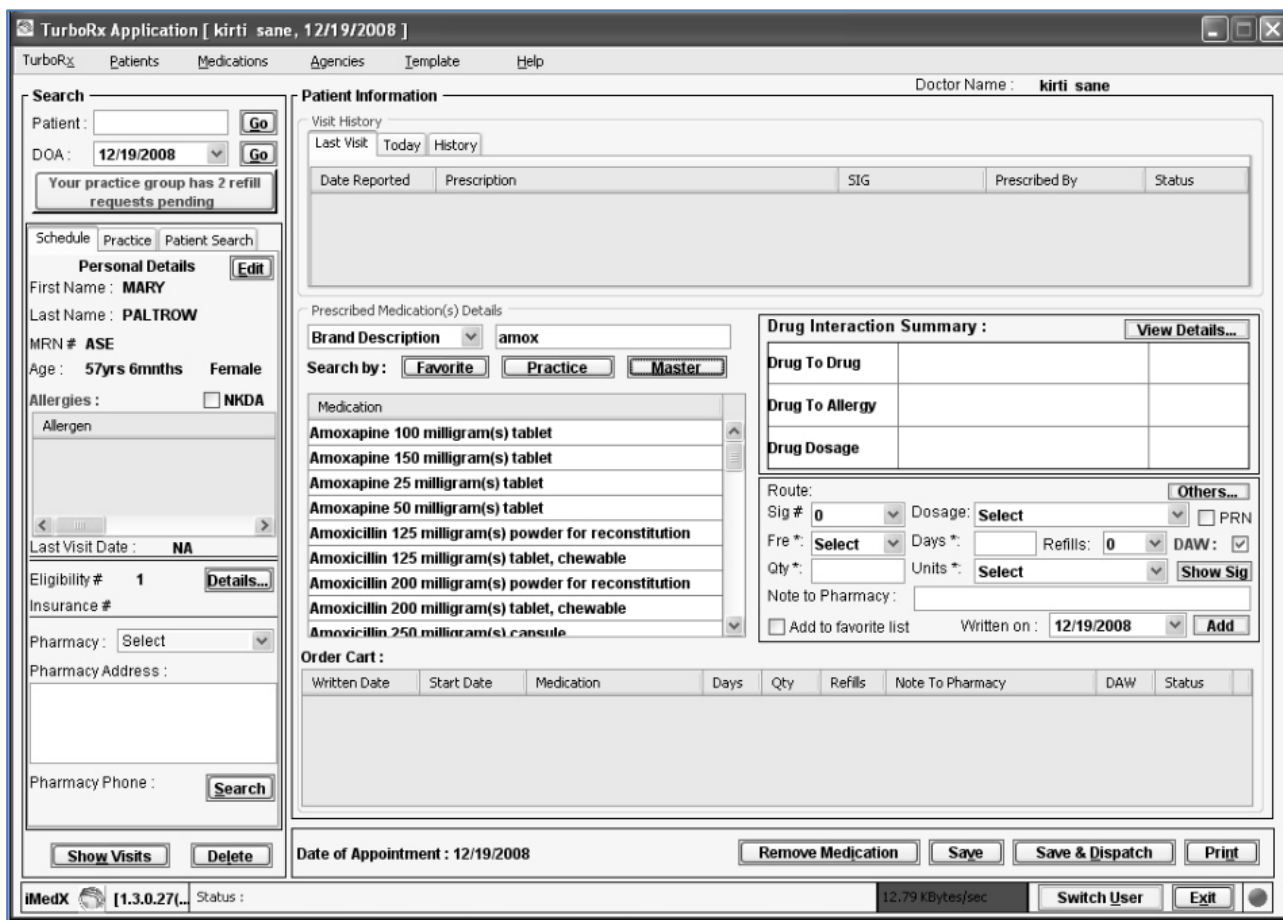 TurboRx Application [ kirti sane, 12/19/2008 ]
TurboRx Patients Medications Agencies Template Help
Doctor Name : kirti sane
Search
Patient : Go
DOA : 12/19/2008 Go
Your practice group has 2 refill
requests pending
Schedule Practice Patient Search
Personal Details Edit
First Name : MARY
Last Name : PALTROW
MRN # ASE
Age : 57yrs 6mnths Female
Allergies : NKDA
Allergen
Last Visit Date : NA
Eligibility # 1 Details...
Insurance #
Pharmacy : Select
Pharmacy Address :
Pharmacy Phone : Search
Show Visits Delete
Patient Information
Visit History
Last Visit Today History
Date Reported Prescription SIG Prescribed By Status
Prescribed Medication(s) Details
Brand Description amox
Search by : Favorite Practice Master
Medication
Amoxapine 100 milligram(s) tablet
Amoxapine 150 milligram(s) tablet
Amoxapine 25 milligram(s) tablet
Amoxapine 50 milligram(s) tablet
Amoxicillin 125 milligram(s) powder for reconstitution
Amoxicillin 125 milligram(s) tablet, chewable
Amoxicillin 200 milligram(s) powder for reconstitution
Amoxicillin 200 milligram(s) tablet, chewable
Amoxicillin 250 milligram(s) capsule
Drug Interaction Summary : View Details...
Drug To Drug
Drug To Allergy
Drug Dosage
Route: Others...
Sig # 0 Dosage: Select PRN
Fre *: Select Days *: Refills: 0 DAW :
Qty *: Units *: Select Show Sig
Note to Pharmacy :
Add to favorite list Written on : 12/19/2008 Add
Order Cart :
Written Date Start Date Medication Days Qty Refills Note To Pharmacy DAW Status
Date of Appointment : 12/19/2008 Remove Medication Save Save & Dispatch Print
iMedX [1.3.0.27(... Status : 12.79 KBytes/sec Switch User Exit